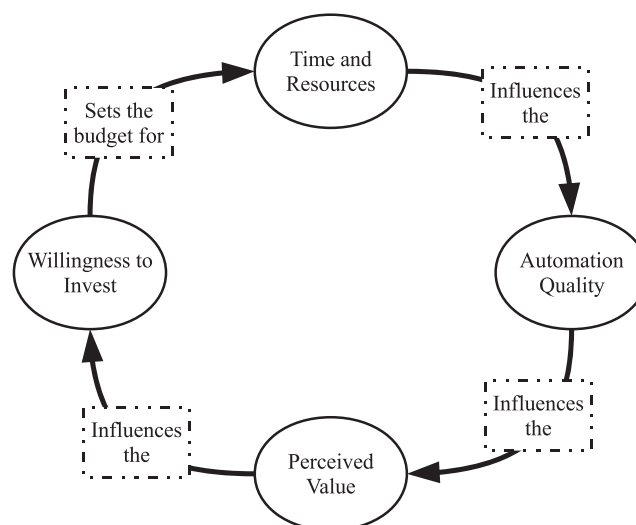 Time and
Resources
Influences
the
Automation
Quality
Influences
the
Perceived
Value
Influences
the
Willingness to
Invest
Sets the
budget for